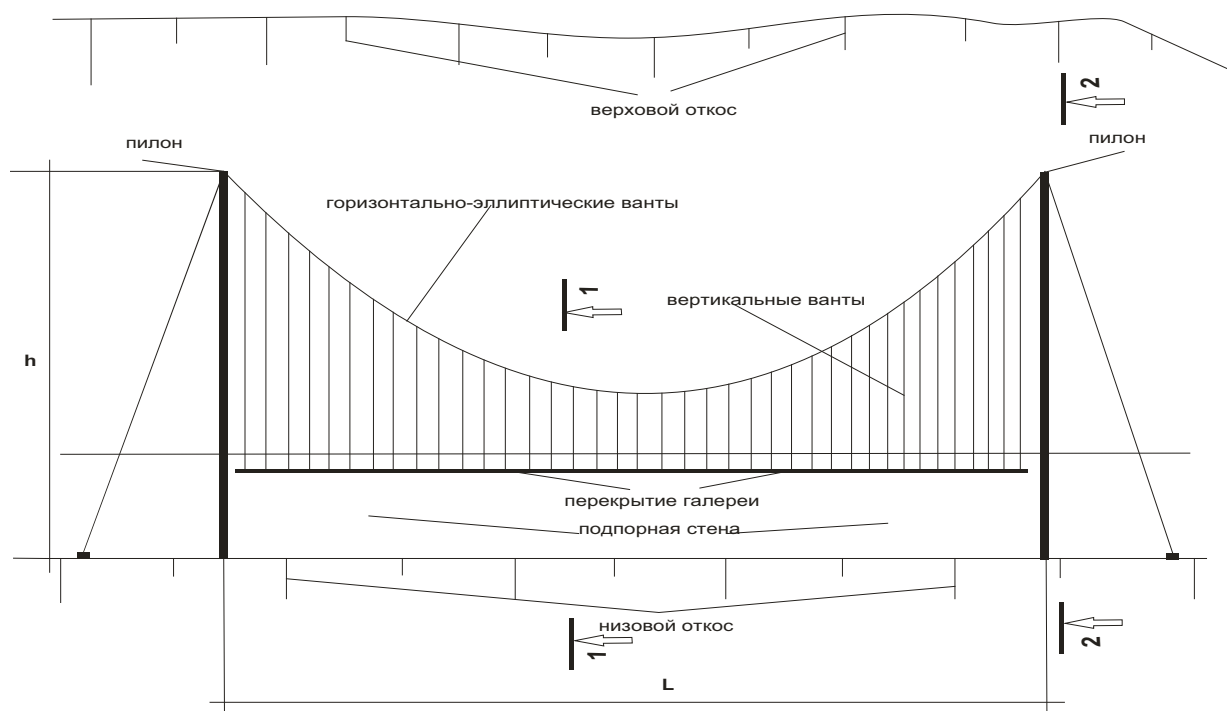 верховой откос
2
пилон
пилон
горизонтально-эллиптические ванты
1
вертикальные ванты
h
перекрытие галереи
подпорная стена
низовой откос
1
2
L